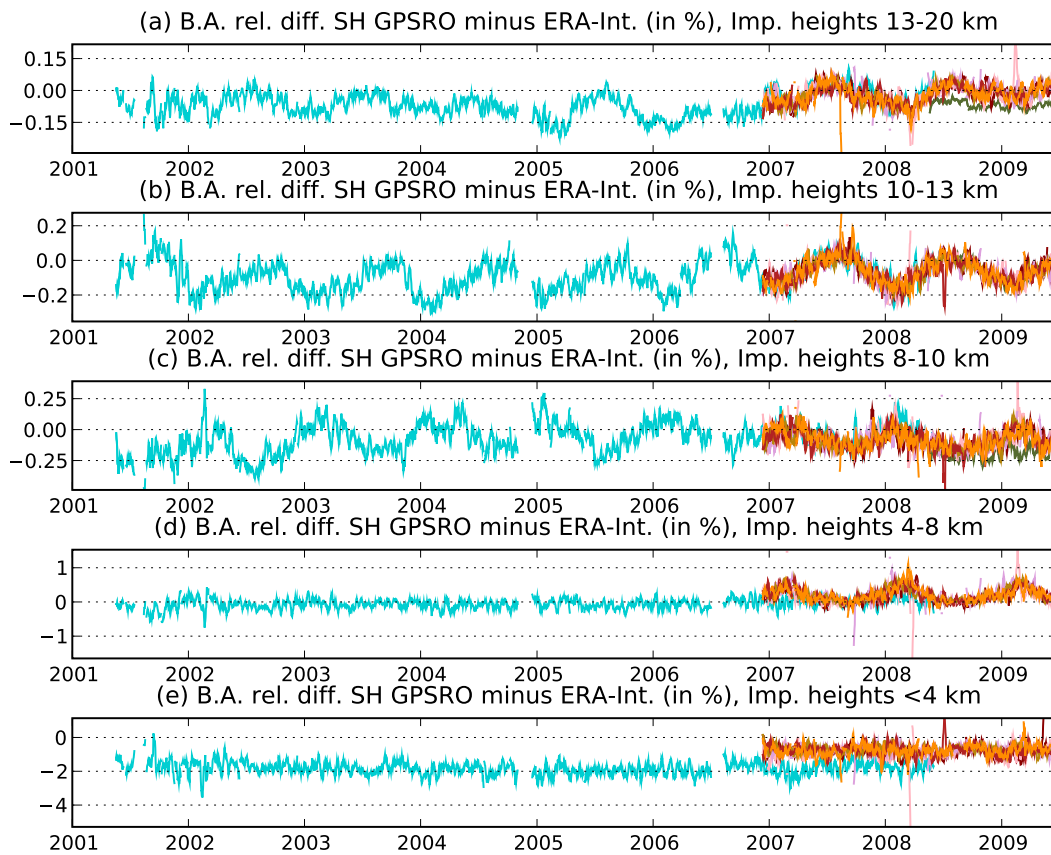 (a) B.A. rel. diff. SH GPSRO minus ERA-Int. (in %), Imp. heights 13-20 km
0.15
0.00
−0.15
2001 2002 2003 2004 2005 2006 2007 2008 2009
(b) B.A. rel. diff. SH GPSRO minus ERA-Int. (in %), Imp. heights 10-13 km
0.2
0.0
−0.2
2001 2002 2003 2004 2005 2006 2007 2008 2009
(c) B.A. rel. diff. SH GPSRO minus ERA-Int. (in %), Imp. heights 8-10 km
0.25
0.00
−0.25
2001 2002 2003 2004 2005 2006 2007 2008 2009
(d) B.A. rel. diff. SH GPSRO minus ERA-Int. (in %), Imp. heights 4-8 km
1
0
−1
2001 2002 2003 2004 2005 2006 2007 2008 2009
(e) B.A. rel. diff. SH GPSRO minus ERA-Int. (in %), Imp. heights <4 km
0
−2
−4
2001 2002 2003 2004 2005 2006 2007 2008 2009